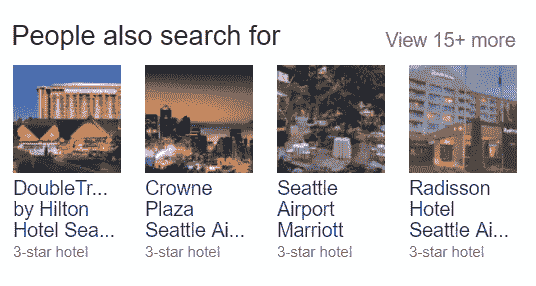 People also search for
View 15+ more
DoubleTr...
by Hilton
Hotel Sea...
3-star hotel
Crowne
Plaza
Seattle Ai...
3-star hotel
Seattle
Airport
Marriott
3-star hotel
Radisson
Hotel
Seattle Ai...
3-star hotel